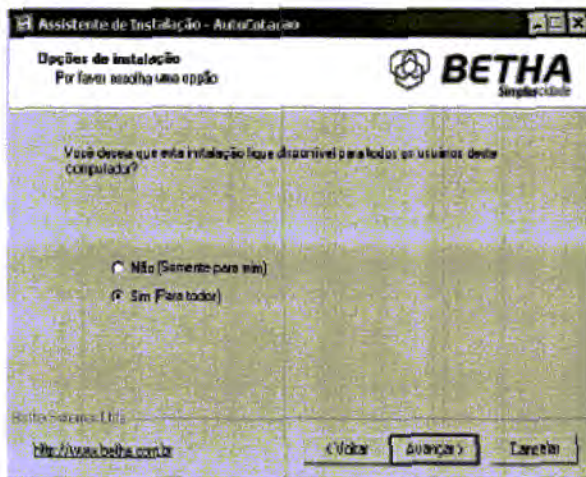 Assistente de Instalação - AutoCotacao
Opções de instalação
Por favor escolha uma opção
BETHA
Simplescidade
Você deseja que esta instalação fique disponível para todos os usuários deste
computador?
Não (Somente para mim)
Sim (Para todos)
Betha Sistemas Ltda
http://www.betha.com.br
< Voltar
Avançar >
Cancelar